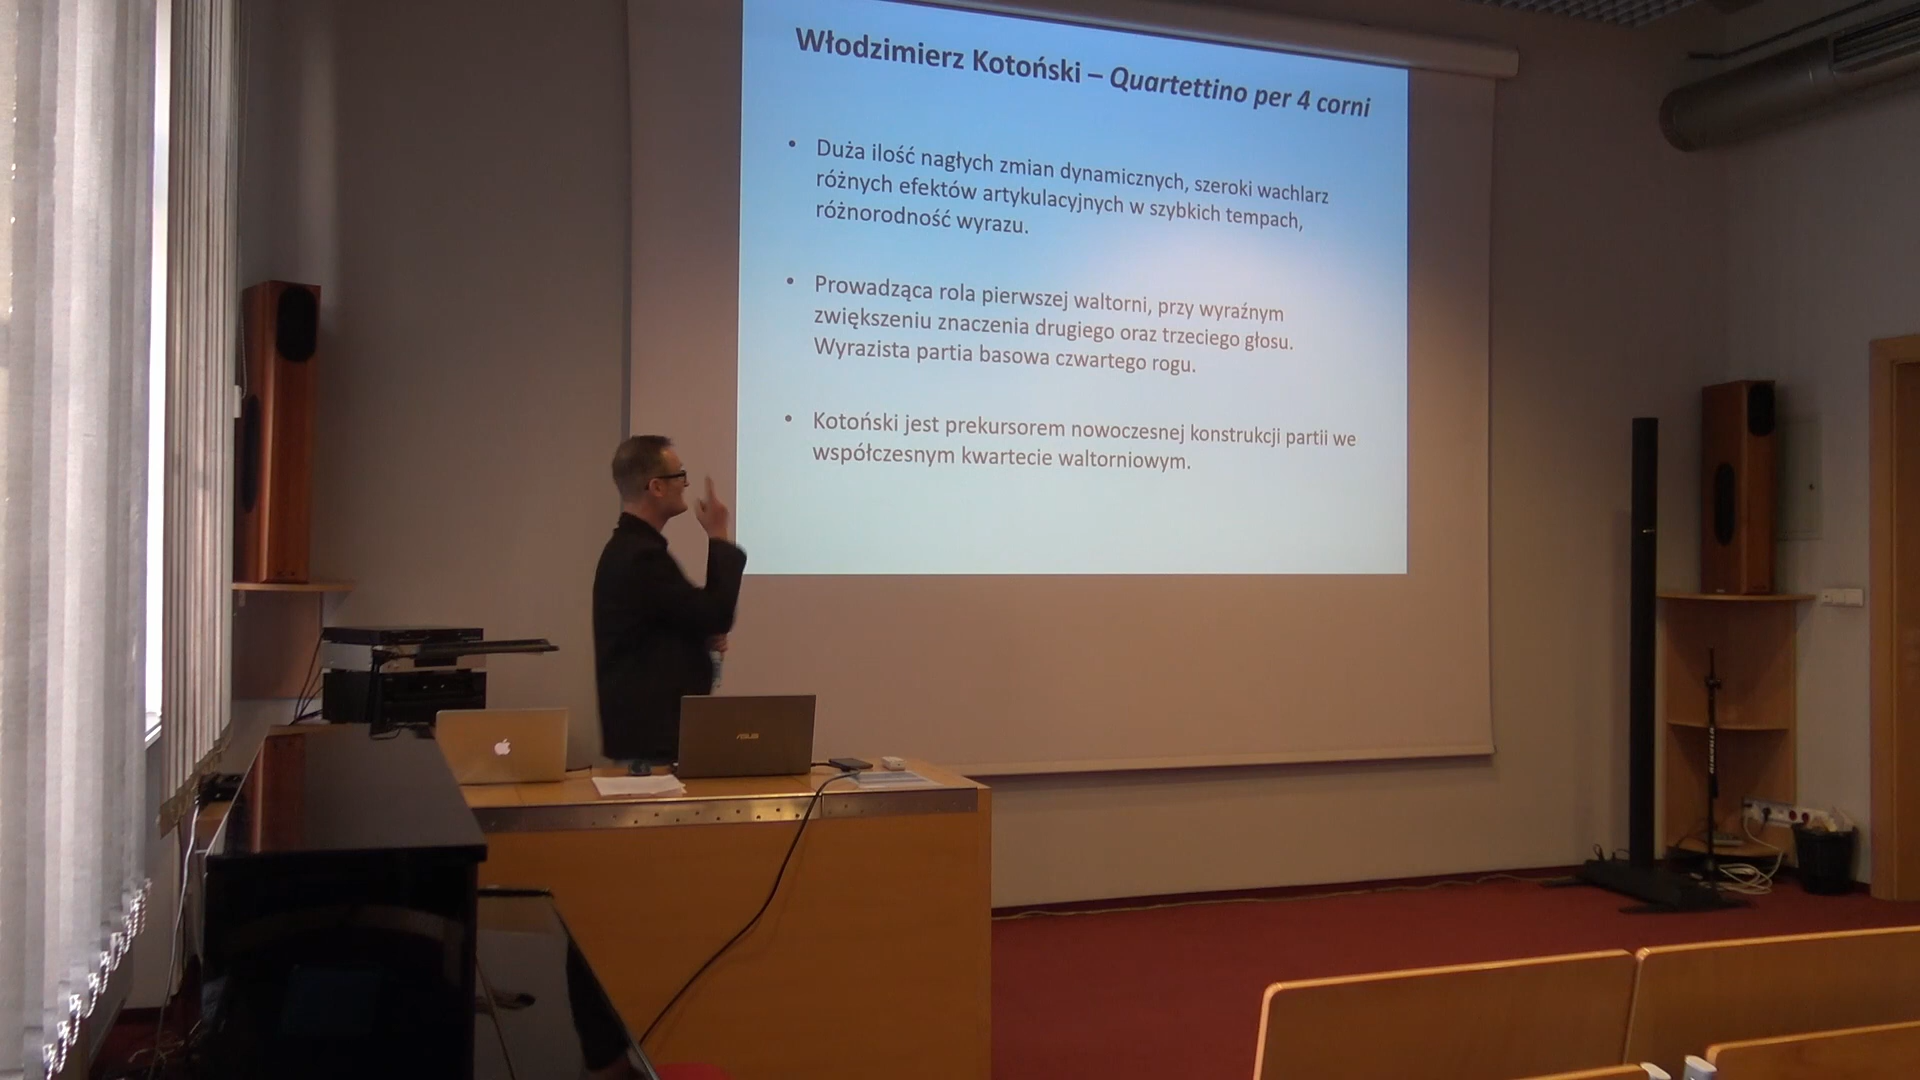 Włodzimierz Kotoński – Quartettino per 4 corni
• Duża ilość nagłych zmian dynamicznych, szeroki wachlarz
różnych efektów artykulacyjnych w szybkich tempach,
różnorodność wyrazu.
• Prowadząca rola pierwszej waltorni, przy wyraźnym
zwiększeniu znaczenia drugiego oraz trzeciego głosu.
Wyrazista partia basowa czwartego rogu.
• Kotoński jest prekursorem nowoczesnej konstrukcji partii we
współczesnym kwartecie waltorniowym.
ASUS